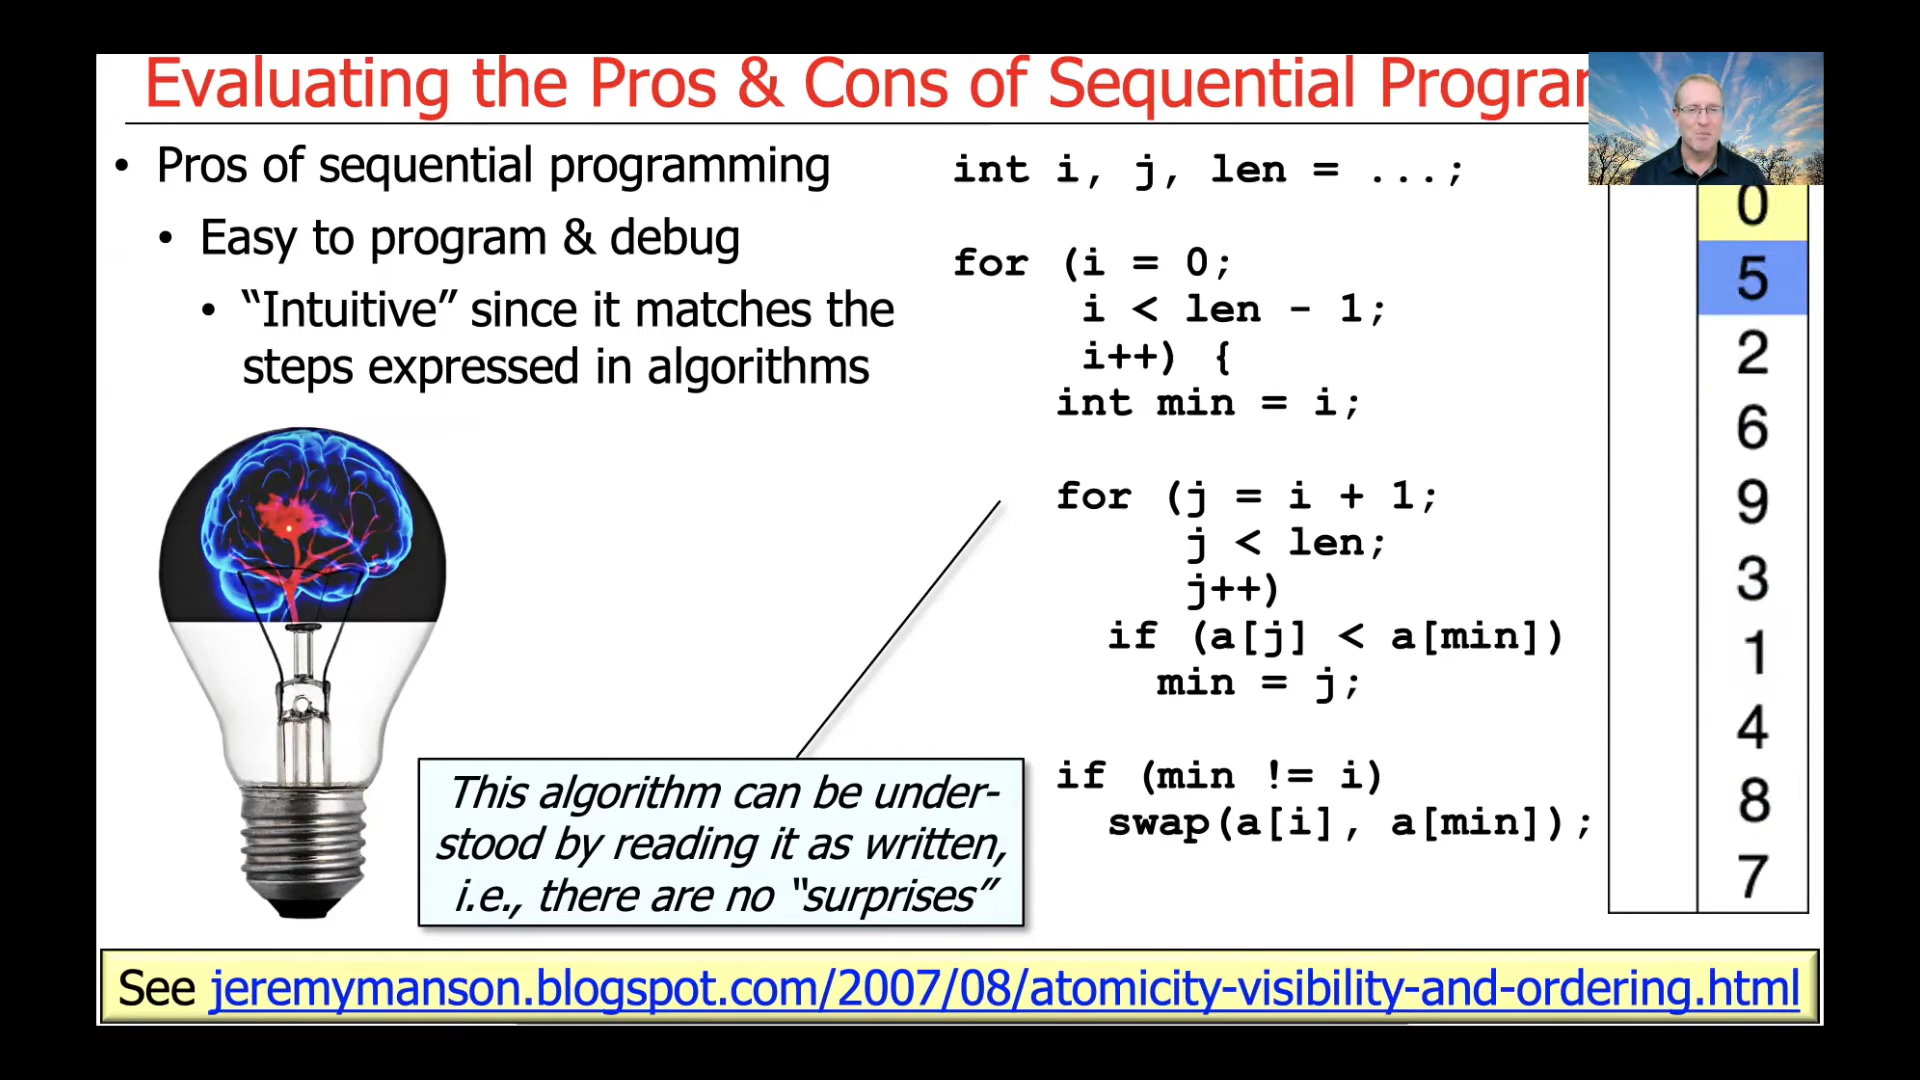 Evaluating the Pros & Cons of Sequential
• Pros of sequential programming
• Easy to program & debug
• “Intuitive” since it matches the
steps expressed in algorithms
int i, j, len = ...;
for (i = 0;
i < len - 1;
i++) {
int min = i;
for (j = i + 1;
j < len;
j++)
if (a[j] < a[min])
min = j;
if (min != i)
swap(a[i], a[min]);
This algorithm can be under-
stood by reading it as written,
i.e., there are no “surprises”
0
5
2
6
9
3
1
4
8
7
See jeremymanson.blogspot.com/2007/08/atomicity-visibility-and-ordering.html